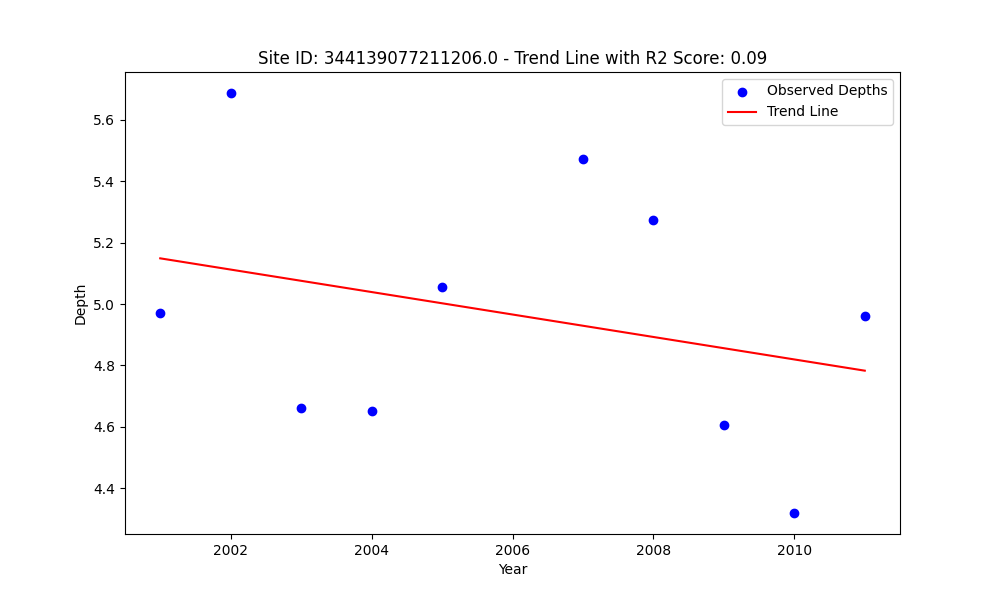 Site ID: 344139077211206.0 - Trend Line with R2 Score: 0.09
Observed Depths
Trend Line
5.6
5.4
5.2
5.0
4.8
4.6
4.4
Depth
2002
2004
2006
2008
2010
Year